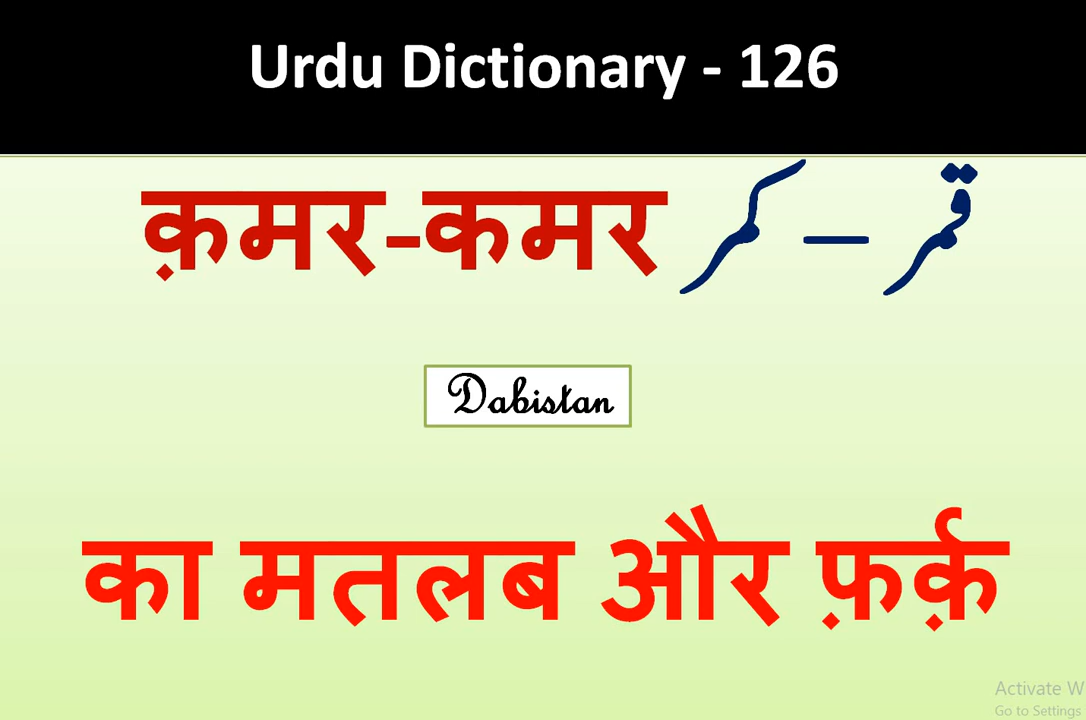 Urdu Dictionary - 126
क़मर-कमर قمر – کمر
Dabistan
का मतलब और फ़र्क़
Activate W
Go to Settings